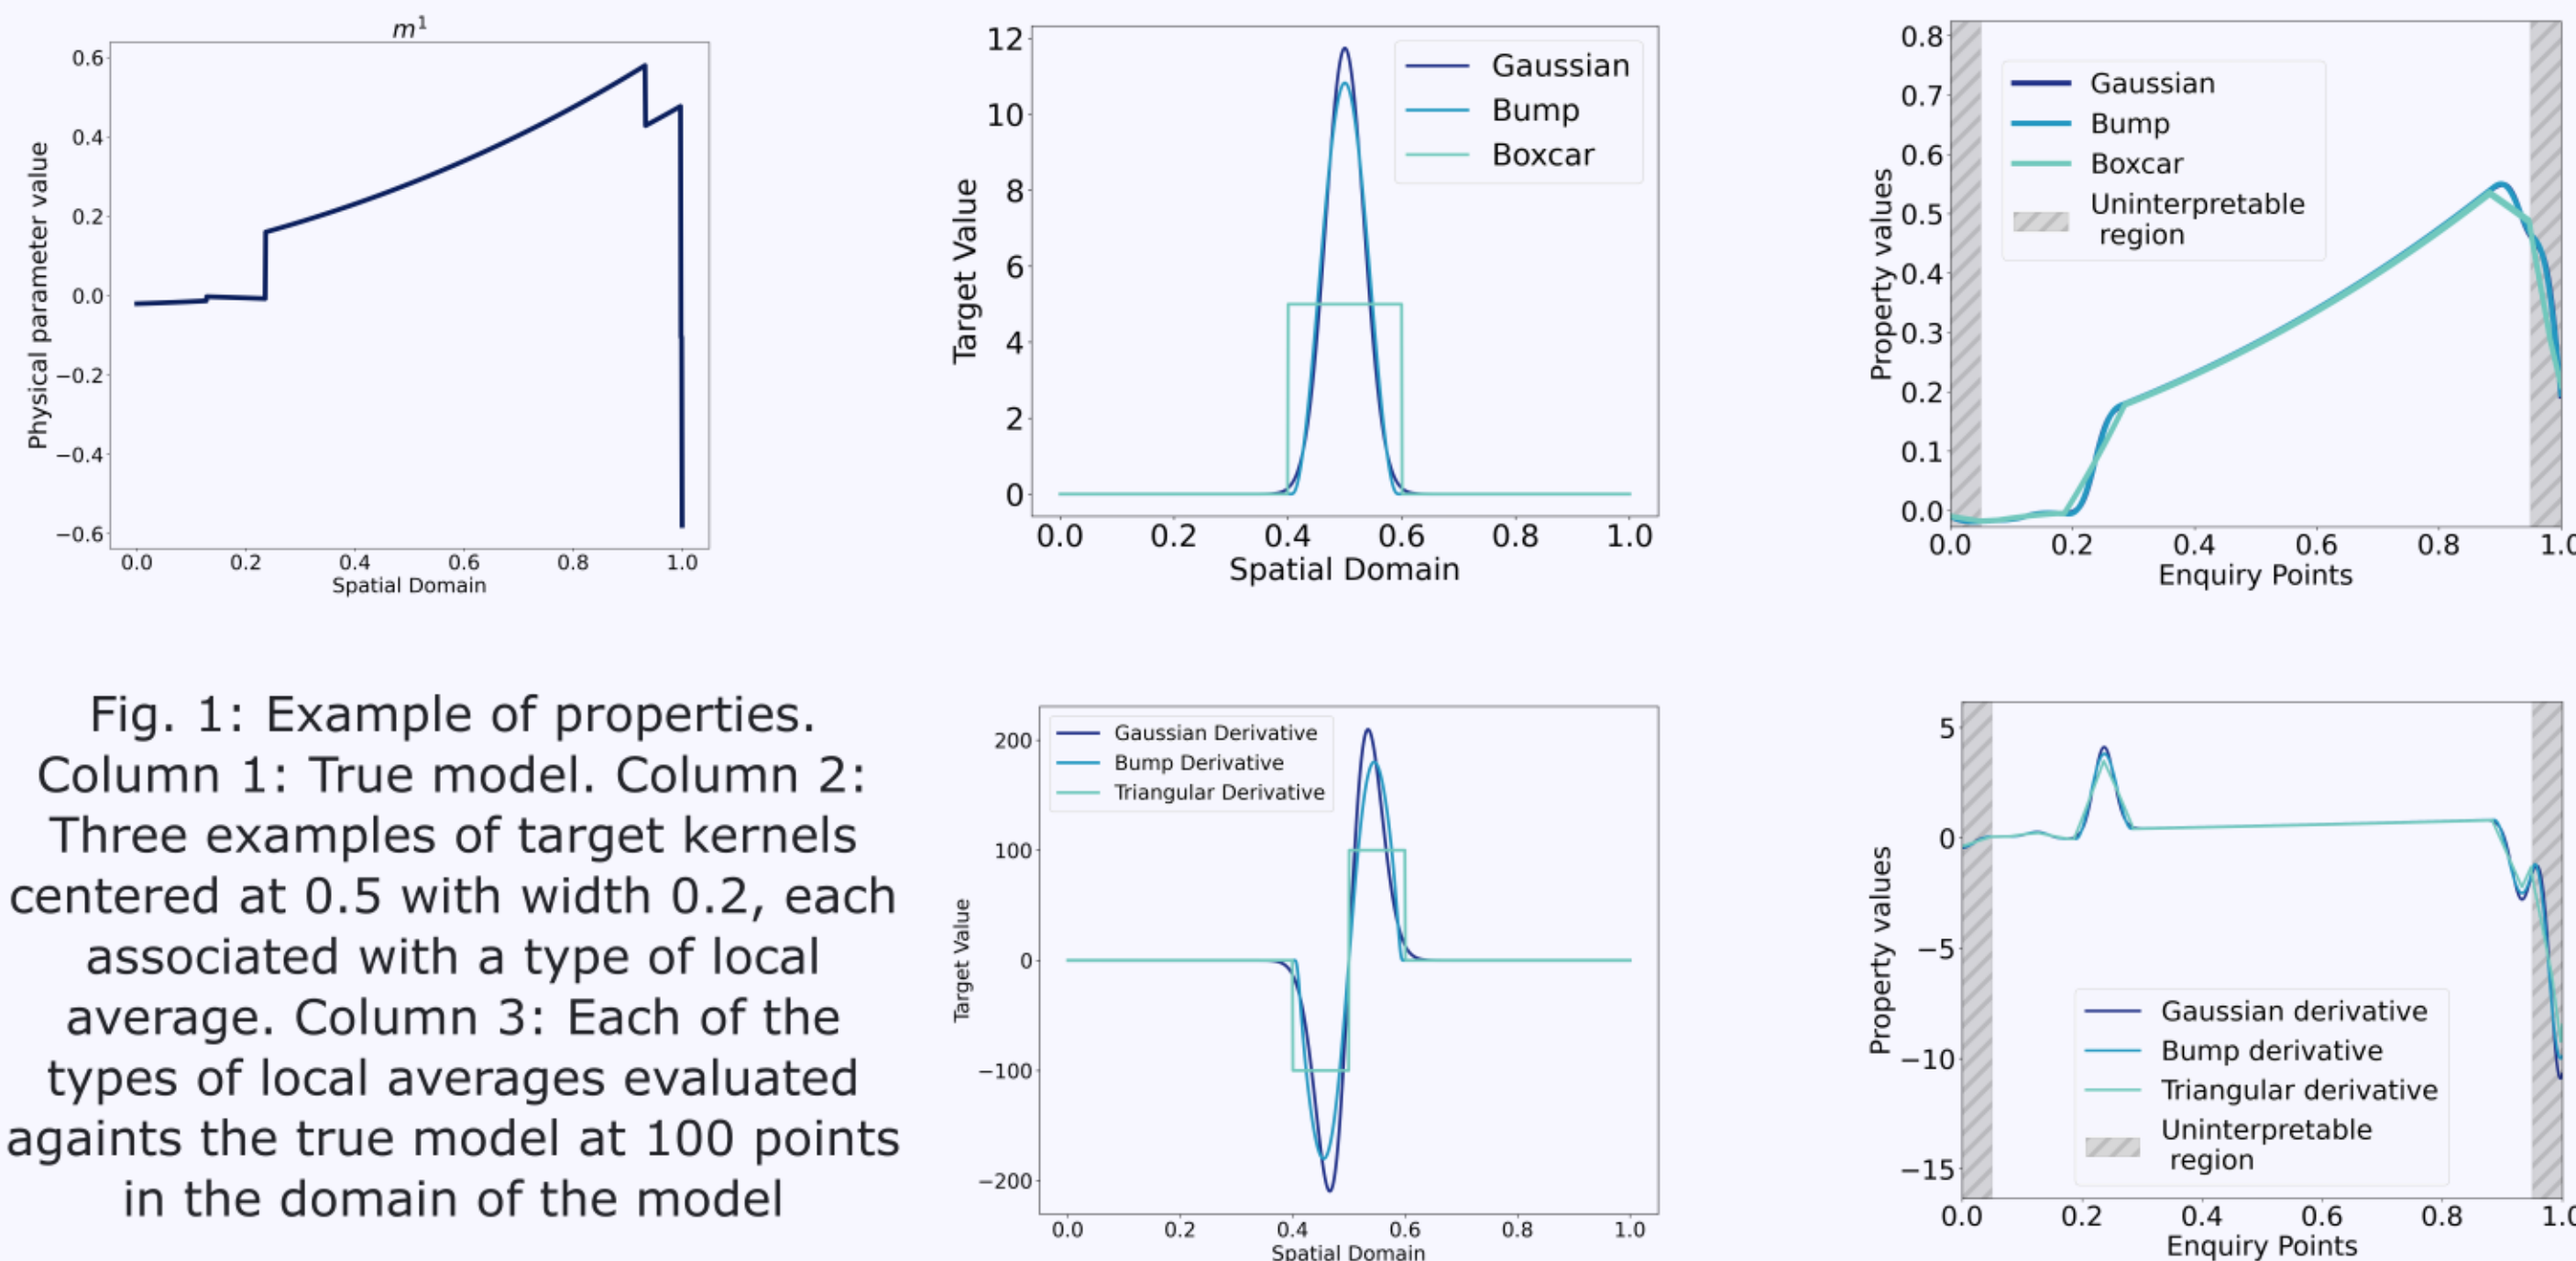 m¹
Physical parameter value
0.6
0.4
0.2
0.0
−0.2
−0.4
−0.6
0.0 0.2 0.4 0.6 0.8 1.0
Spatial Domain
Target Value
12
10
8
6
4
2
0
Gaussian
Bump
Boxcar
0.0 0.2 0.4 0.6 0.8 1.0
Spatial Domain
Property values
0.8
0.7
0.6
0.5
0.4
0.3
0.2
0.1
0.0
Gaussian
Bump
Boxcar
Uninterpretable
region
0.0 0.2 0.4 0.6 0.8 1.0
Enquiry Points
Fig. 1: Example of properties.
Column 1: True model. Column 2:
Three examples of target kernels
centered at 0.5 with width 0.2, each
associated with a type of local
average. Column 3: Each of the
types of local averages evaluated
againts the true model at 100 points
in the domain of the model
Target Value
200
100
0
−100
−200
Gaussian Derivative
Bump Derivative
Triangular Derivative
0.0 0.2 0.4 0.6 0.8 1.0
Spatial Domain
Property values
5
0
−5
−10
−15
Gaussian derivative
Bump derivative
Triangular derivative
Uninterpretable
region
0.0 0.2 0.4 0.6 0.8 1.0
Enquiry Points